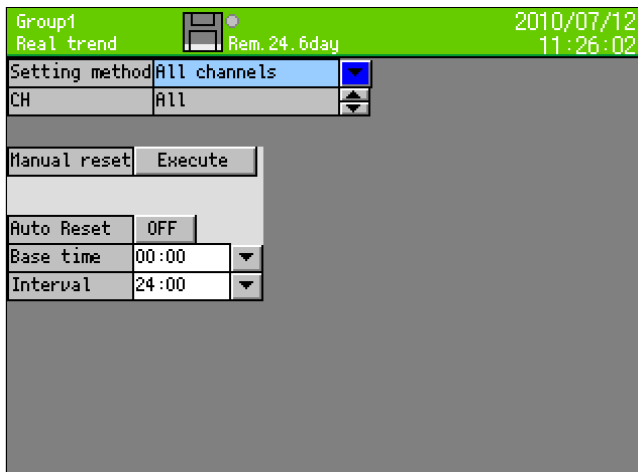 Group1
Real trend
Rem.24.6day
2010/07/12
11:26:02
Setting method All channels
CH All
Manual reset Execute
Auto Reset OFF
Base time 00:00
Interval 24:00